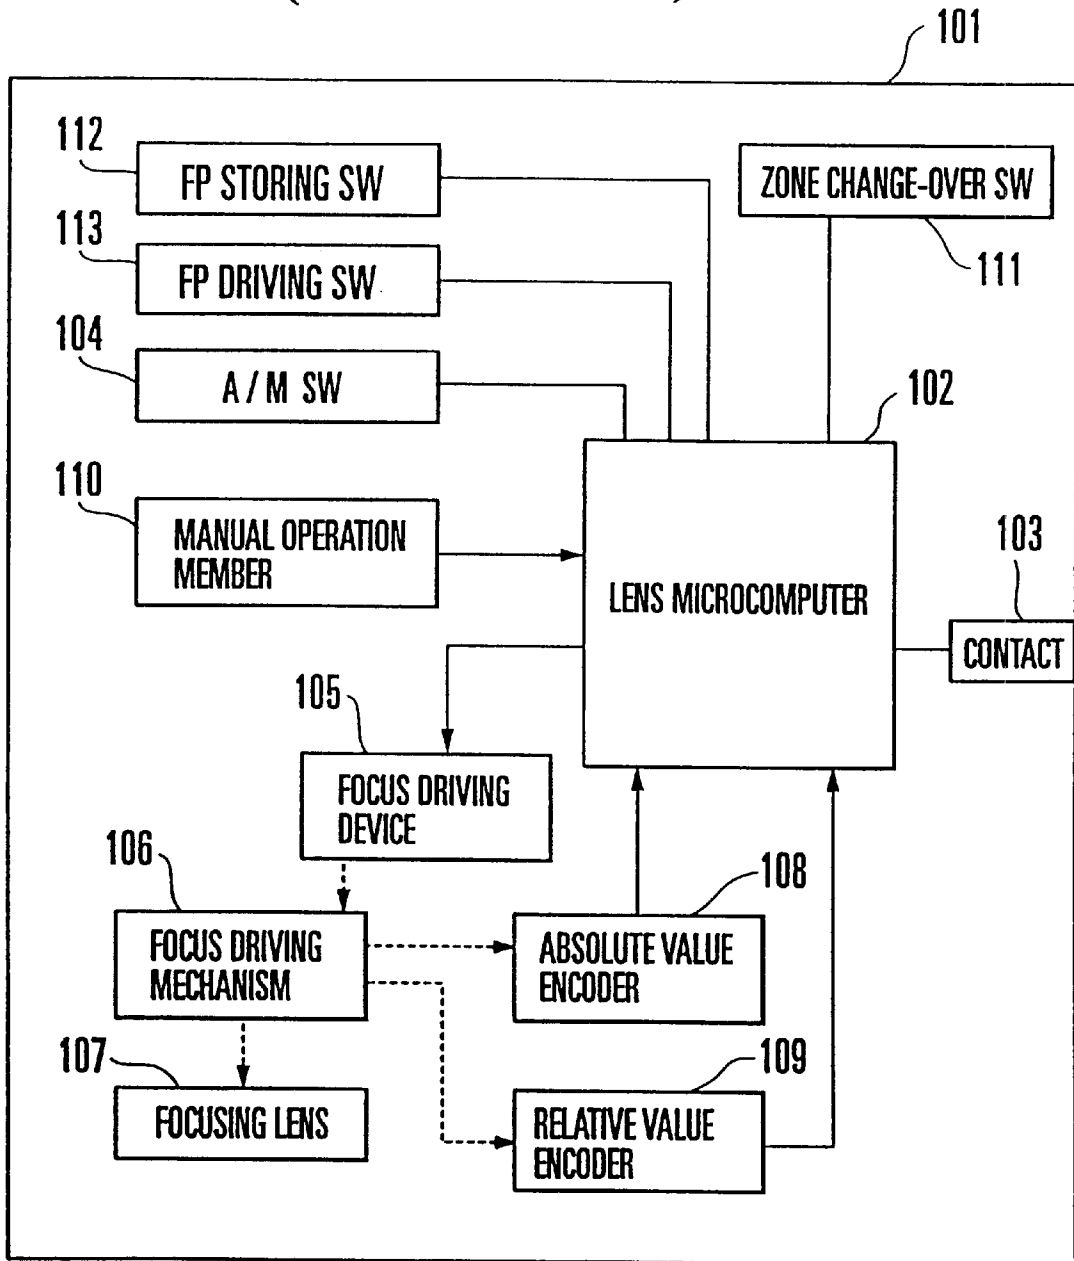 101
112
FP STORING SW
ZONE CHANGE-OVER SW
113
FP DRIVING SW
111
104
A / M SW
102
110
MANUAL OPERATION
MEMBER
LENS MICROCOMPUTER
103
CONTACT
105
FOCUS DRIVING
DEVICE
106
FOCUS DRIVING
MECHANISM
108
ABSOLUTE VALUE
ENCODER
107
FOCUSING LENS
109
RELATIVE VALUE
ENCODER